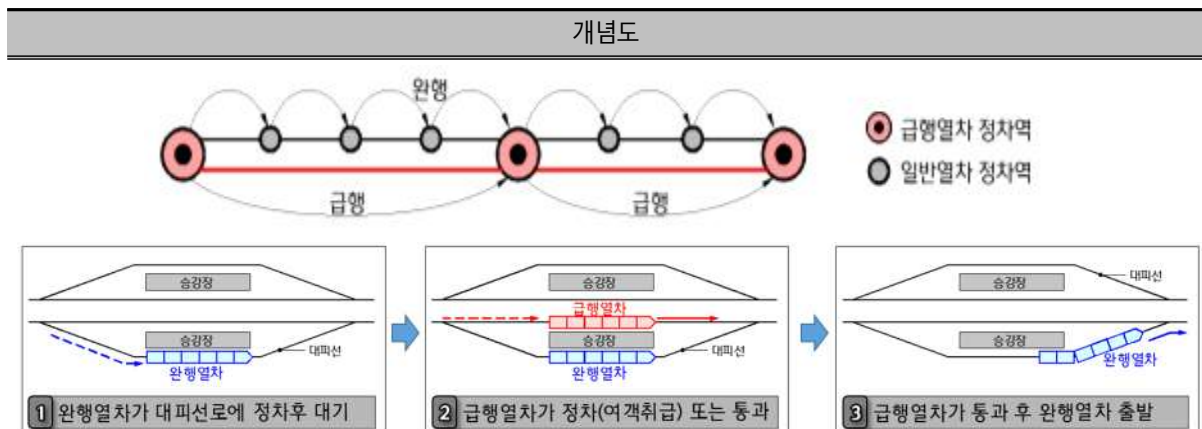 개념도
완행
급행
급행
급행열차 정차역
일반열차 정차역
승강장
승강장
대피선
완행열차
1 완행열차가 대피선로에 정차후 대기
승강장
급행열차
승강장
대피선
완행열차
2 급행열차가 정차(여객취급) 또는 통과
승강장
대피선
승강장
완행열차
3 급행열차가 통과 후 완행열차 출발